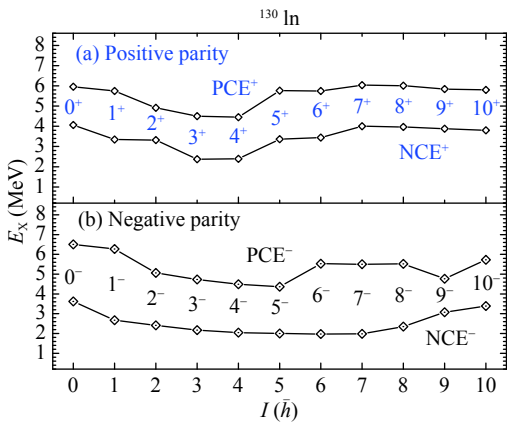 ¹³⁰ ln
(a) Positive parity
PCE⁺
0⁺ 1⁺ 2⁺ 3⁺ 4⁺ 5⁺ 6⁺ 7⁺ 8⁺ 9⁺ 10⁺
NCE⁺
8
7
6
5
4
3
2
1
Eₓ (MeV)
(b) Negative parity
PCE⁻
0⁻ 1⁻ 2⁻ 3⁻ 4⁻ 5⁻ 6⁻ 7⁻ 8⁻ 9⁻ 10⁻
NCE⁻
8
7
6
5
4
3
2
1
0 1 2 3 4 5 6 7 8 9 10
I (ħ)